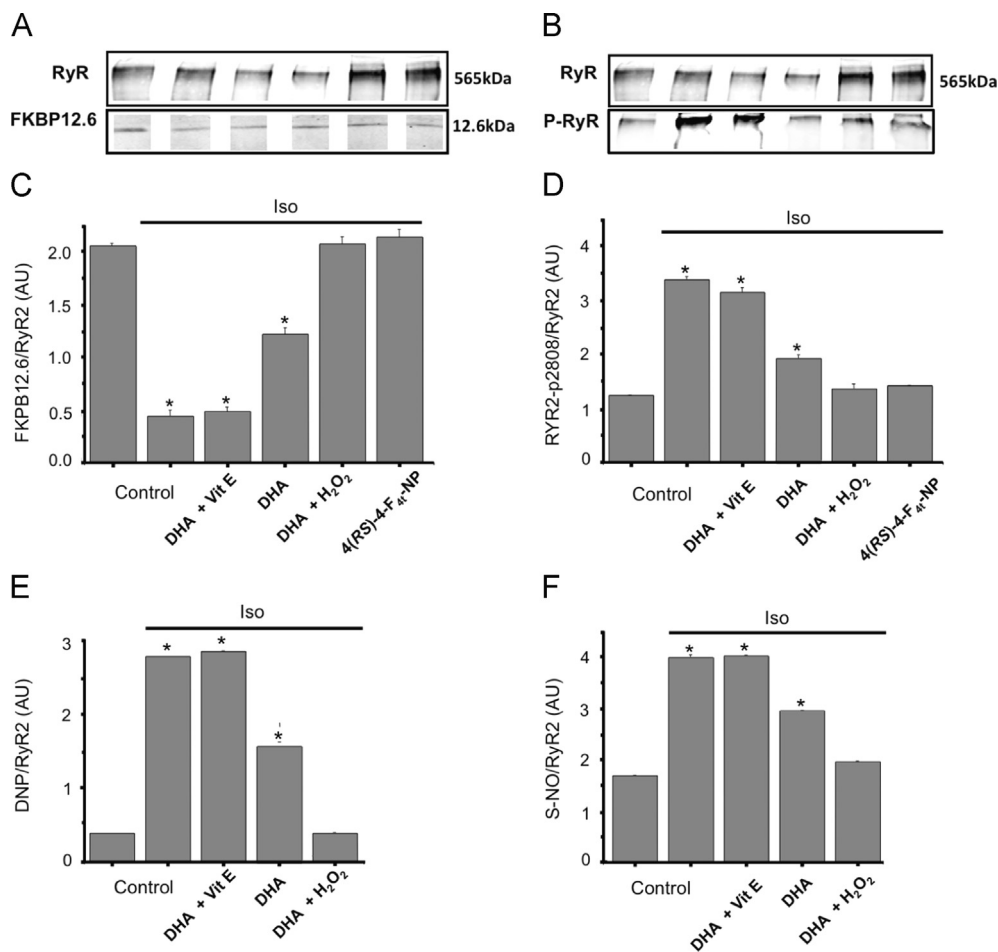 A
RyR
565kDa
FKBP12.6
12.6kDa
B
RyR
565kDa
P-RyR
C
Iso
FKPB12.6/RyR2 (AU)
2.0
1.5
1.0
0.5
0.0
*
*
*
Control
DHA + Vit E
DHA
DHA + H₂O₂
4(RS)-4-F₄ₜ-NP
D
Iso
RYR2-p2808/RyR2 (AU)
4
3
2
1
0
*
*
*
Control
DHA + Vit E
DHA
DHA + H₂O₂
4(RS)-4-F₄ₜ-NP
E
Iso
DNP/RyR2 (AU)
3
2
1
0
*
*
*
Control
DHA + Vit E
DHA
DHA + H₂O₂
F
Iso
S-NO/RyR2 (AU)
4
3
2
1
0
*
*
*
Control
DHA + Vit E
DHA
DHA + H₂O₂